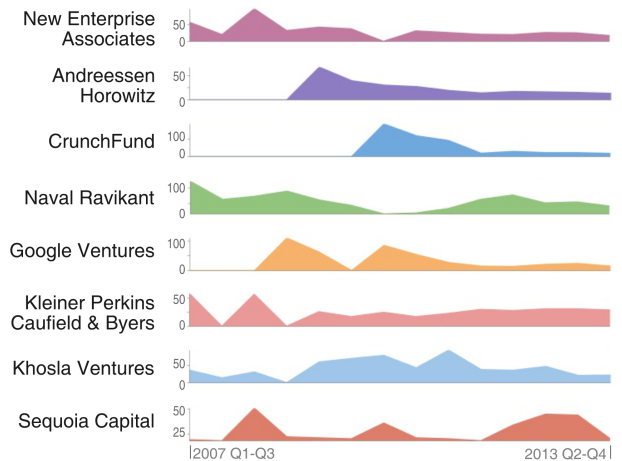 New Enterprise
Associates
50
0
Andreessen
Horowitz
50
0
CrunchFund
100
0
Naval Ravikant
100
0
Google Ventures
100
0
Kleiner Perkins
Caufield & Byers
50
0
Khosla Ventures
50
0
Sequoia Capital
50
25
2007 Q1-Q3
2013 Q2-Q4